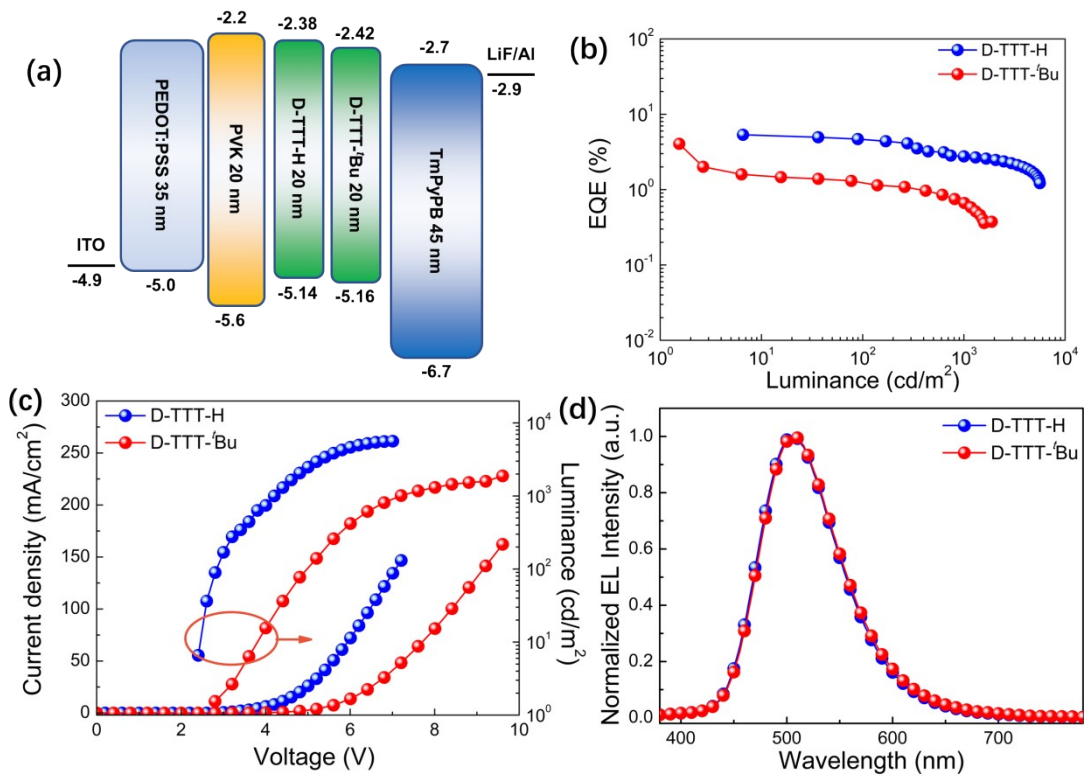 (a)
-2.2
-2.38
-2.42
-2.7
LiF/Al
-2.9
PEDOT:PSS 35 nm
PVK 20 nm
D-TTT-H 20 nm
D-TTT-ᵗBu 20 nm
TmPyPB 45 nm
ITO
-4.9
-5.0
-5.6
-5.14
-5.16
-6.7
(b)
D-TTT-H
D-TTT-ᵗBu
EQE (%)
10²
10¹
10⁰
10⁻¹
10⁻²
10⁰ 10¹ 10² 10³ 10⁴
Luminance (cd/m²)
(c)
D-TTT-H
D-TTT-ᵗBu
Current density (mA/cm²)
300
250
200
150
100
50
0
0 2 4 6 8 10
Voltage (V)
10⁴
10³
10²
10¹
10⁰
Luminance (cd/m²)
(d)
D-TTT-H
D-TTT-ᵗBu
Normalized EL Intensity (a.u.)
1.0
0.8
0.6
0.4
0.2
0.0
400 500 600 700
Wavelength (nm)